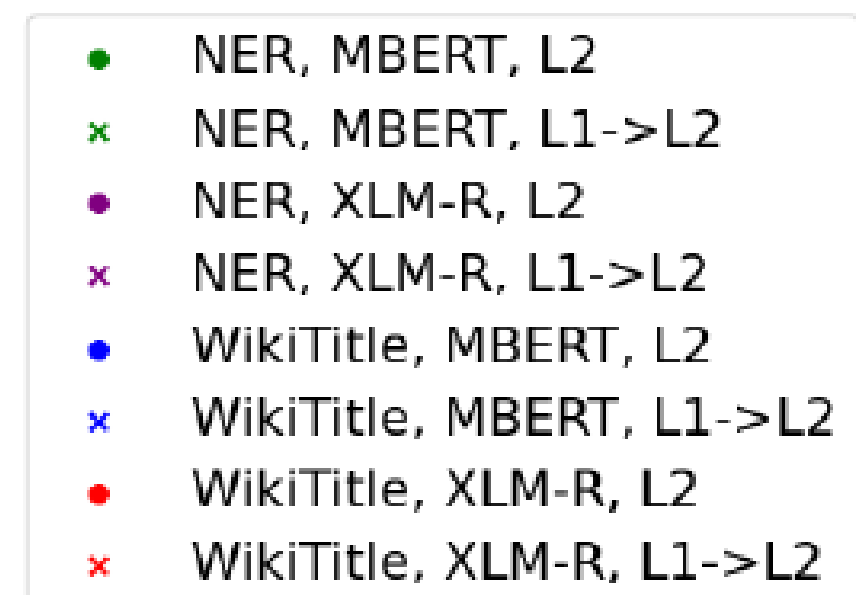 NER, MBERT, L2
NER, MBERT, L1->L2
NER, XLM-R, L2
NER, XLM-R, L1->L2
WikiTitle, MBERT, L2
WikiTitle, MBERT, L1->L2
WikiTitle, XLM-R, L2
WikiTitle, XLM-R, L1->L2